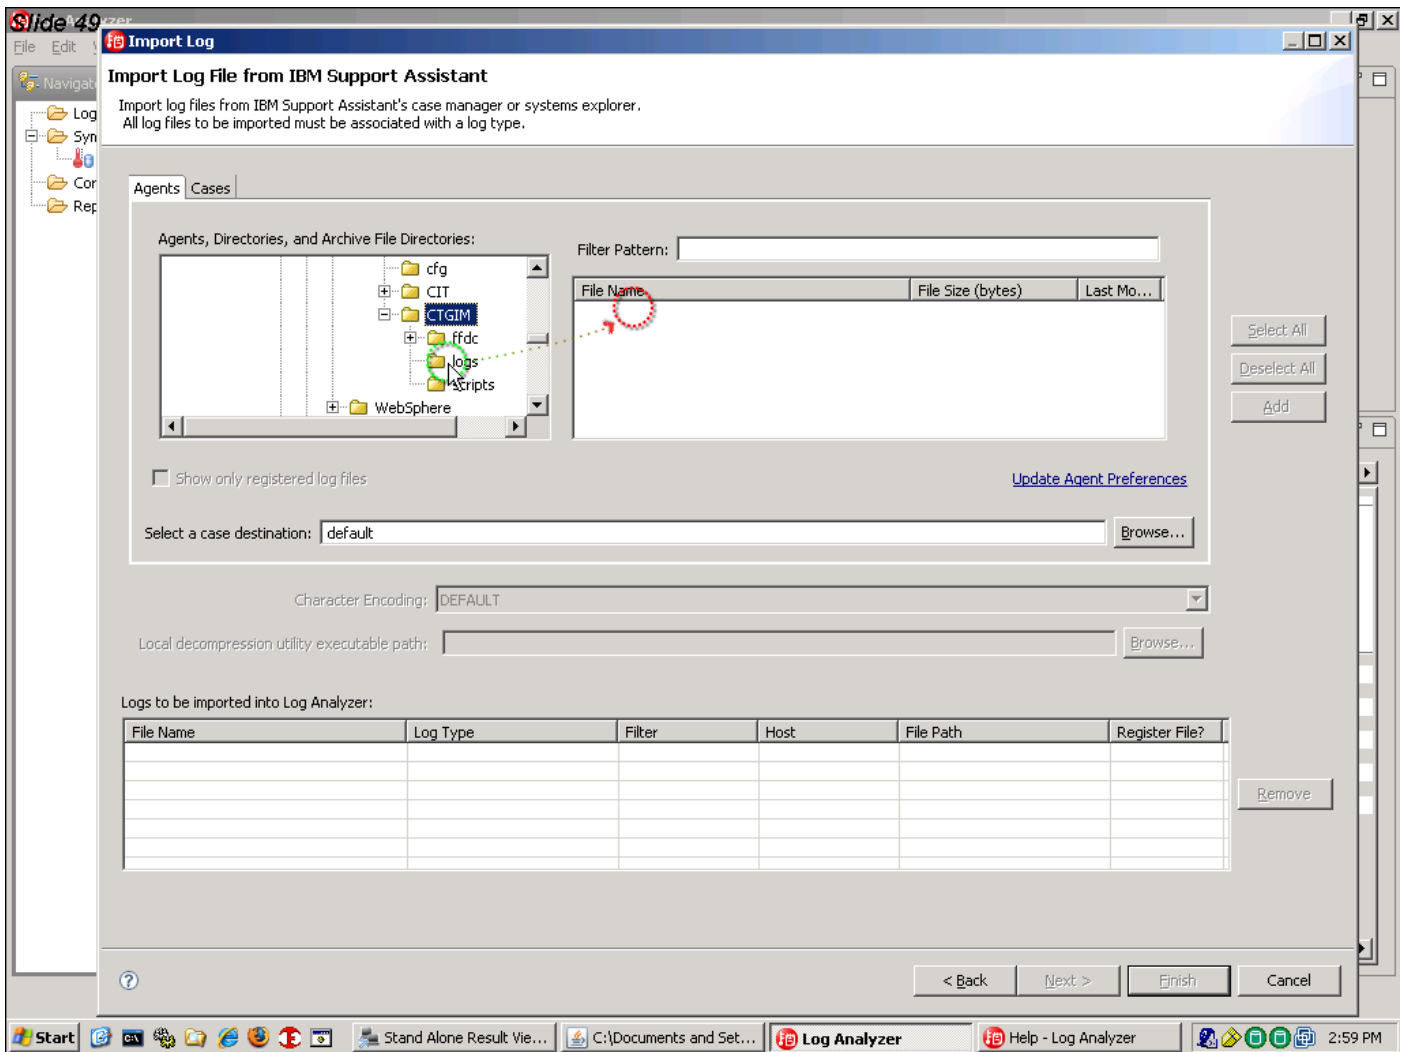 Slide 49
File Edit
Import Log
Import Log File from IBM Support Assistant
Import log files from IBM Support Assistant's case manager or systems explorer.
All log files to be imported must be associated with a log type.
Navigat
Log
Syn
Cor
Rep
Agents Cases
Agents, Directories, and Archive File Directories:
Filter Pattern:
cfg
CIT
CTGIM
ffdc
logs
scripts
WebSphere
File Name File Size (bytes) Last Mo...
Select All
Deselect All
Add
Show only registered log files
Update Agent Preferences
Select a case destination: default Browse...
Character Encoding: DEFAULT
Local decompression utility executable path: Browse...
Logs to be imported into Log Analyzer:
File Name Log Type Filter Host File Path Register File?
Remove
< Back Next > Finish Cancel
Start Stand Alone Result Vie... C:\Documents and Set... Log Analyzer Help - Log Analyzer 2:59 PM